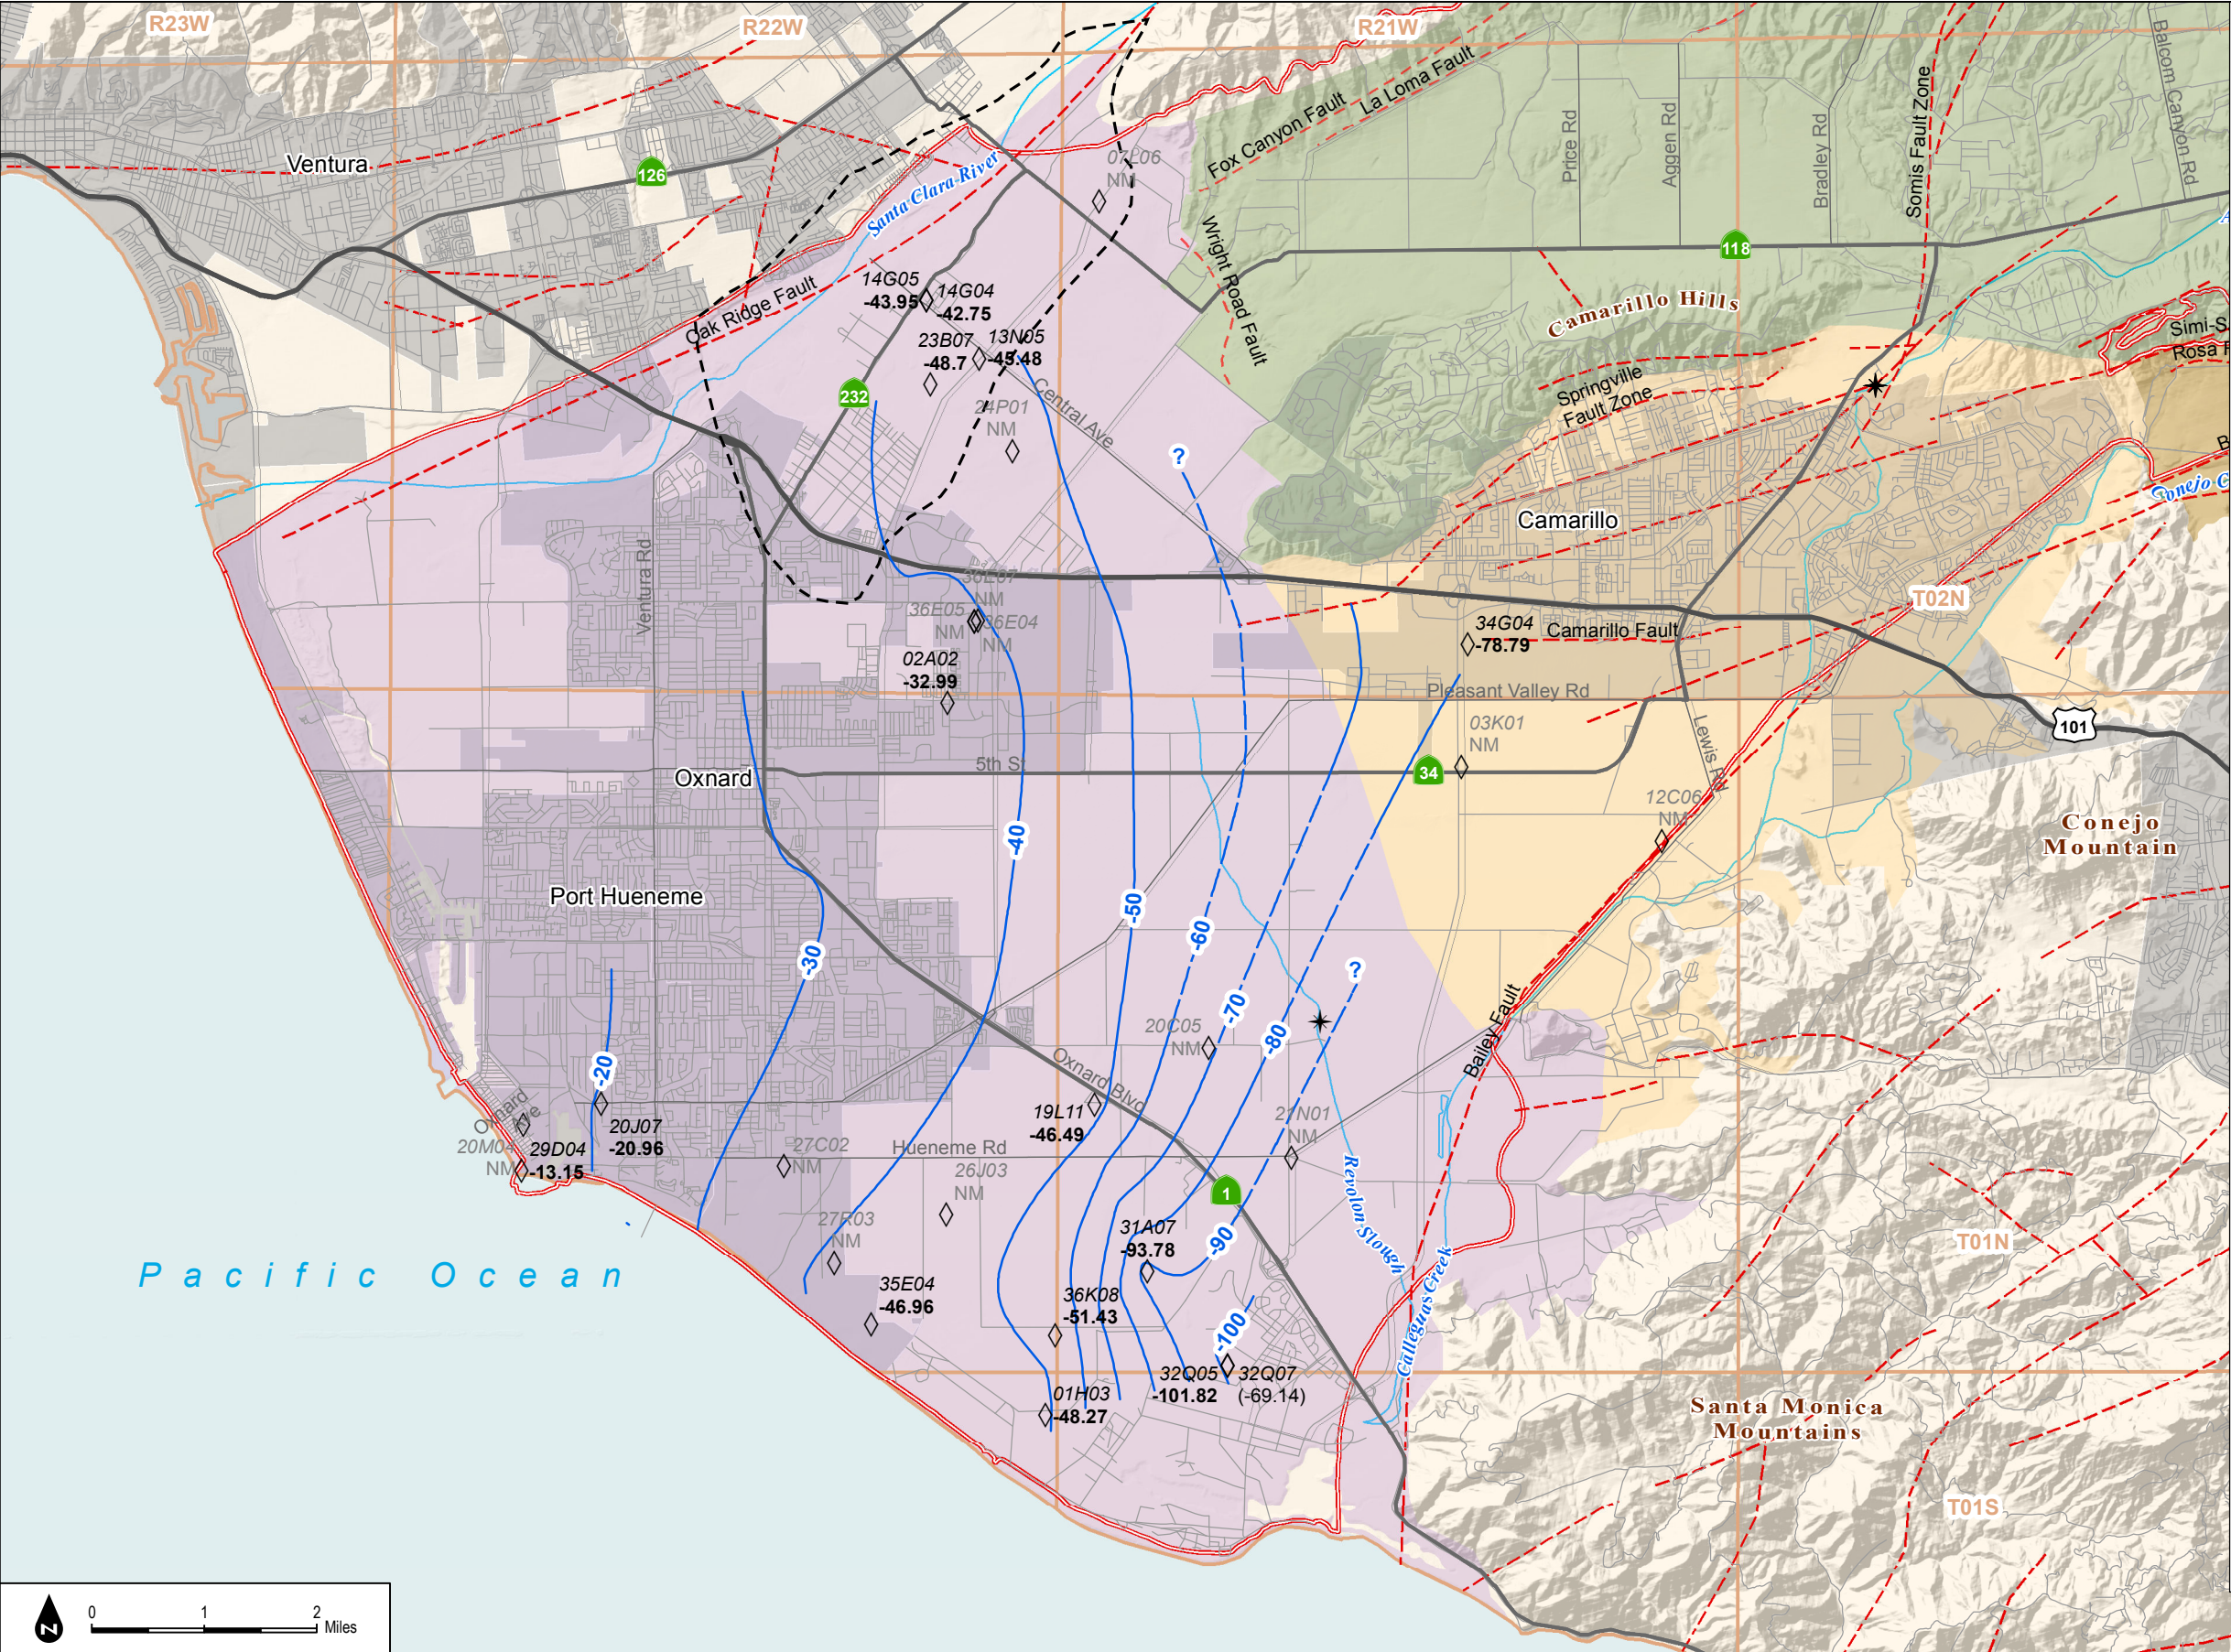 R23W
R22W
R21W
Balcom Canyon Rd
Somis Fault Zone
Fox Canyon Fault
La Loma Fault
Price Rd
Aggen Rd
Bradley Rd
Ventura
126
Santa Clara River
07L06
NM
Wright Road Fault
118
Camarillo Hills
14G05
-43.95
14G04
-42.75
Oak Ridge Fault
23B07
-48.7
13N05
-45.48
Simi-S
Rosa F
232
Central Ave
24P01
NM
Springville
Fault Zone
?
B
Conejo C
Camarillo
Ventura Rd
36E07
NM
36E05
NM
36E04
NM
T02N
34G04
-78.79
Camarillo Fault
02A02
-32.99
Pleasant Valley Rd
03K01
NM
Lewis Rd
101
5th St
34
Oxnard
12C06
NM
Conejo
Mountain
-40
Port Hueneme
-50
-60
-30
?
-70
-80
-20
20C05
NM
Bailey Fault
Oxnard Blvd
Oxnard
Ave
20M04
NM
29D04
-13.15
20J07
-20.96
19L11
-46.49
21N01
NM
27C02
NM
Hueneme Rd
26J03
NM
1
Revolon Slough
27R03
NM
31A07
-93.78
-90
T01N
Pacific Ocean
35E04
-46.96
36K08
-51.43
-100
Calleguas Creek
32Q05
-101.82
32Q07
(-69.14)
01H03
-48.27
Santa Monica
Mountains
T01S
N
0 1 2
Miles